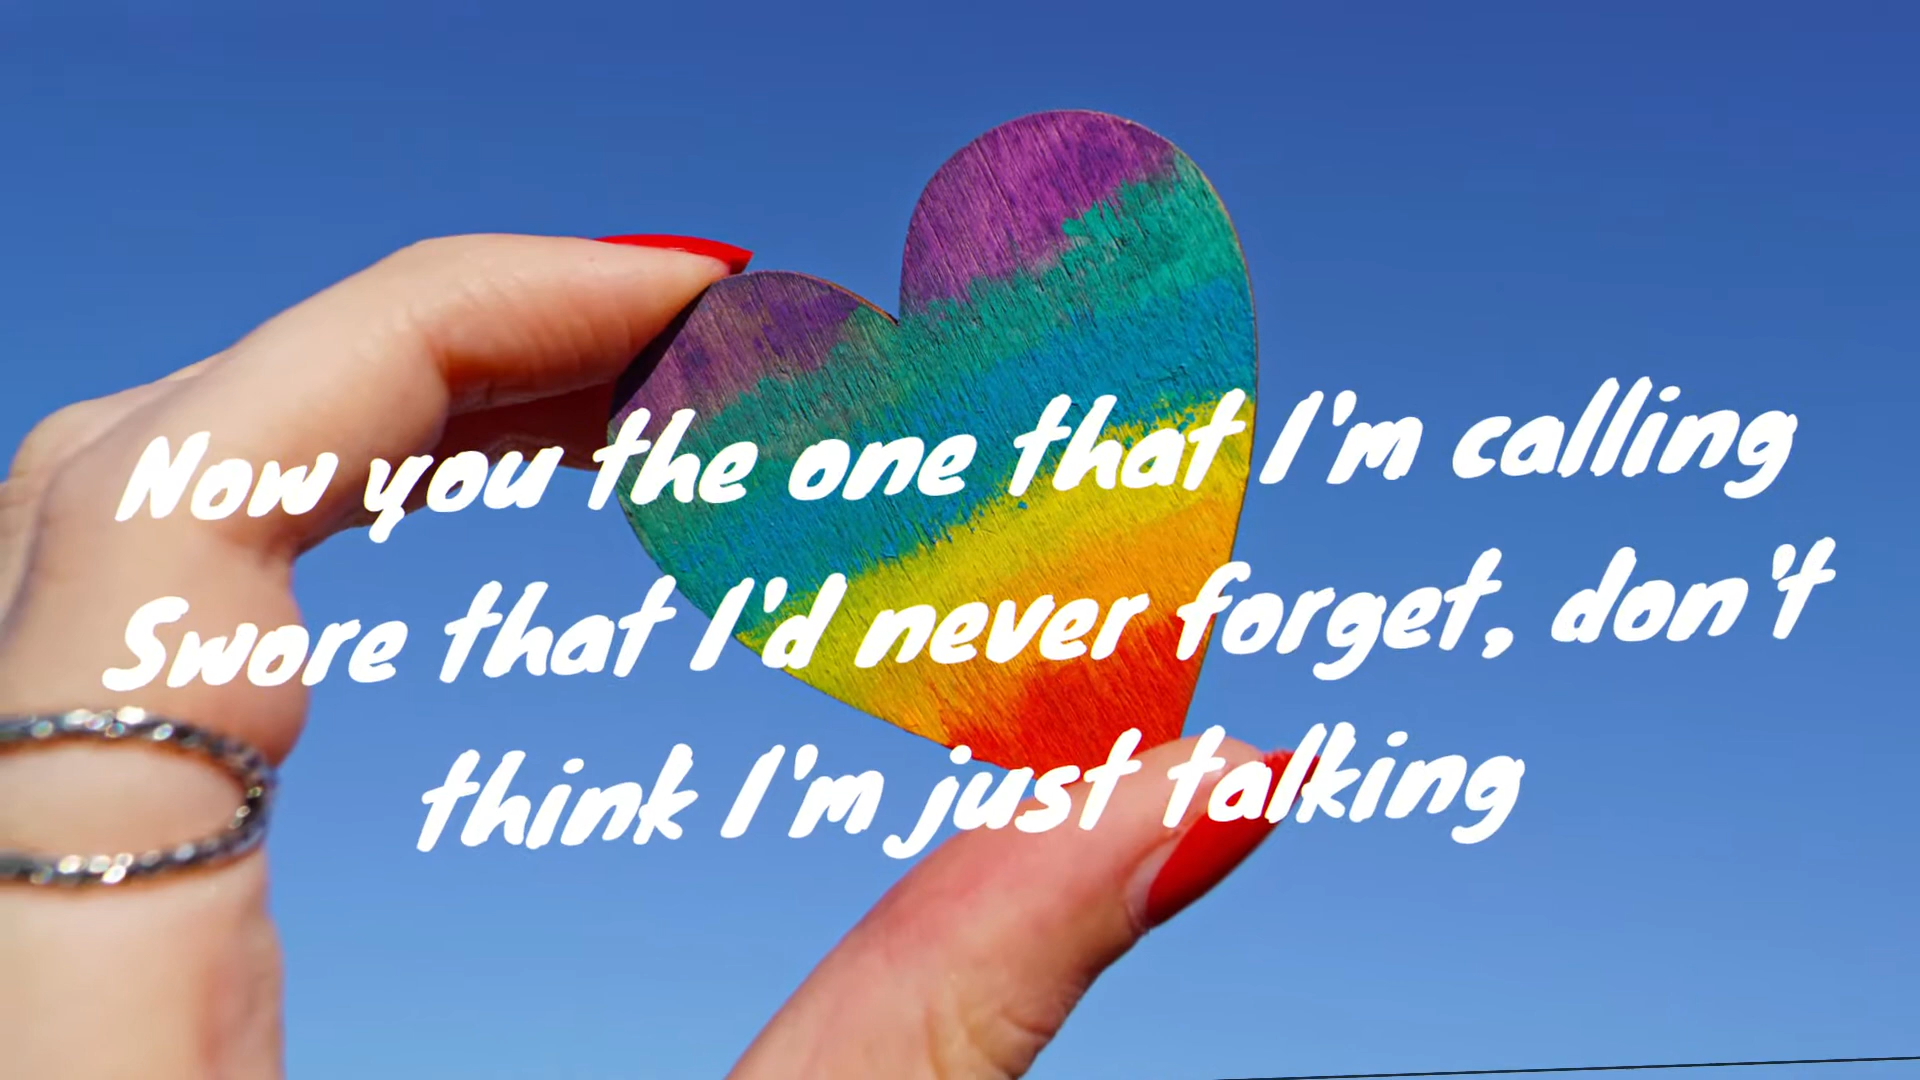 Now you the one that I'm calling
Swore that I'd never forget, don't
think I'm just talking